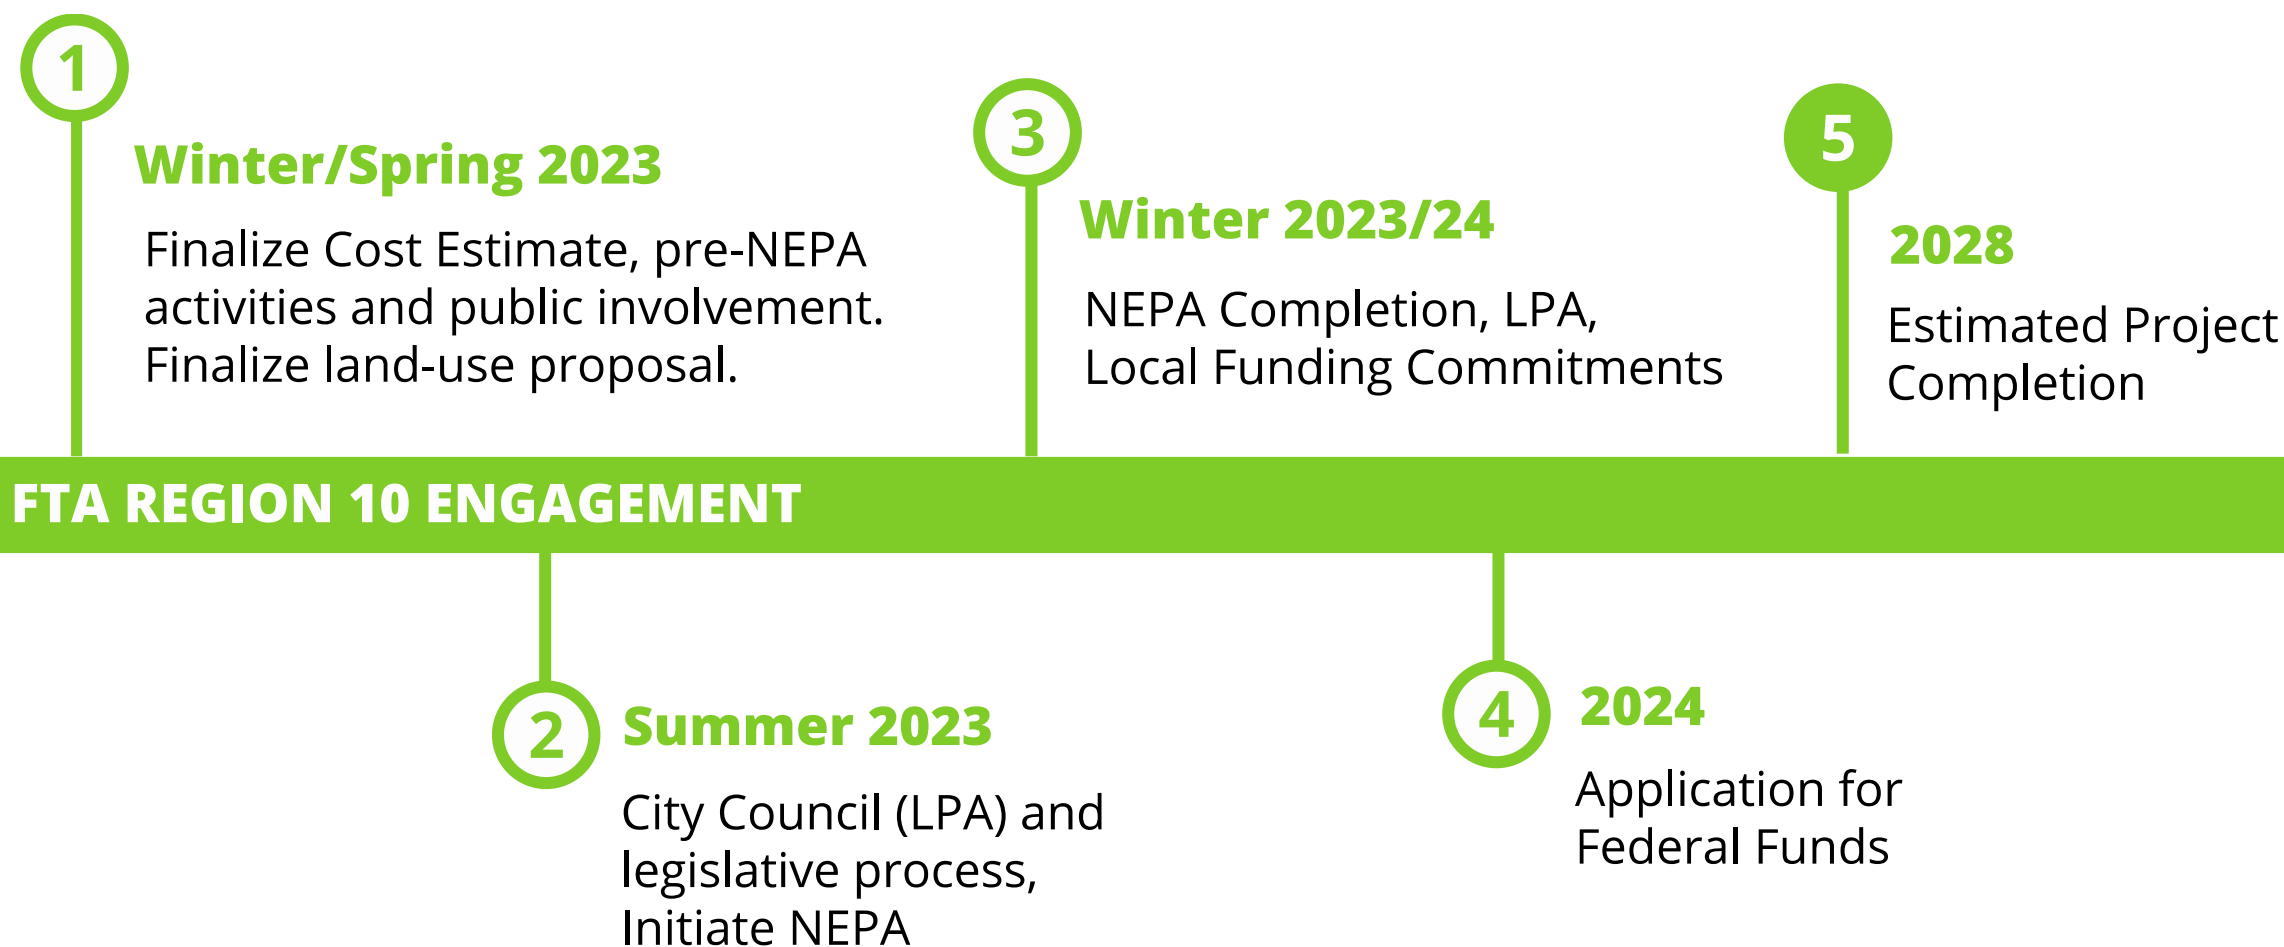 1
Winter/Spring 2023
Finalize Cost Estimate, pre-NEPA
activities and public involvement.
Finalize land-use proposal.
3
Winter 2023/24
NEPA Completion, LPA,
Local Funding Commitments
5
2028
Estimated Project
Completion
FTA REGION 10 ENGAGEMENT
2
Summer 2023
City Council (LPA) and
legislative process,
Initiate NEPA
4
2024
Application for
Federal Funds